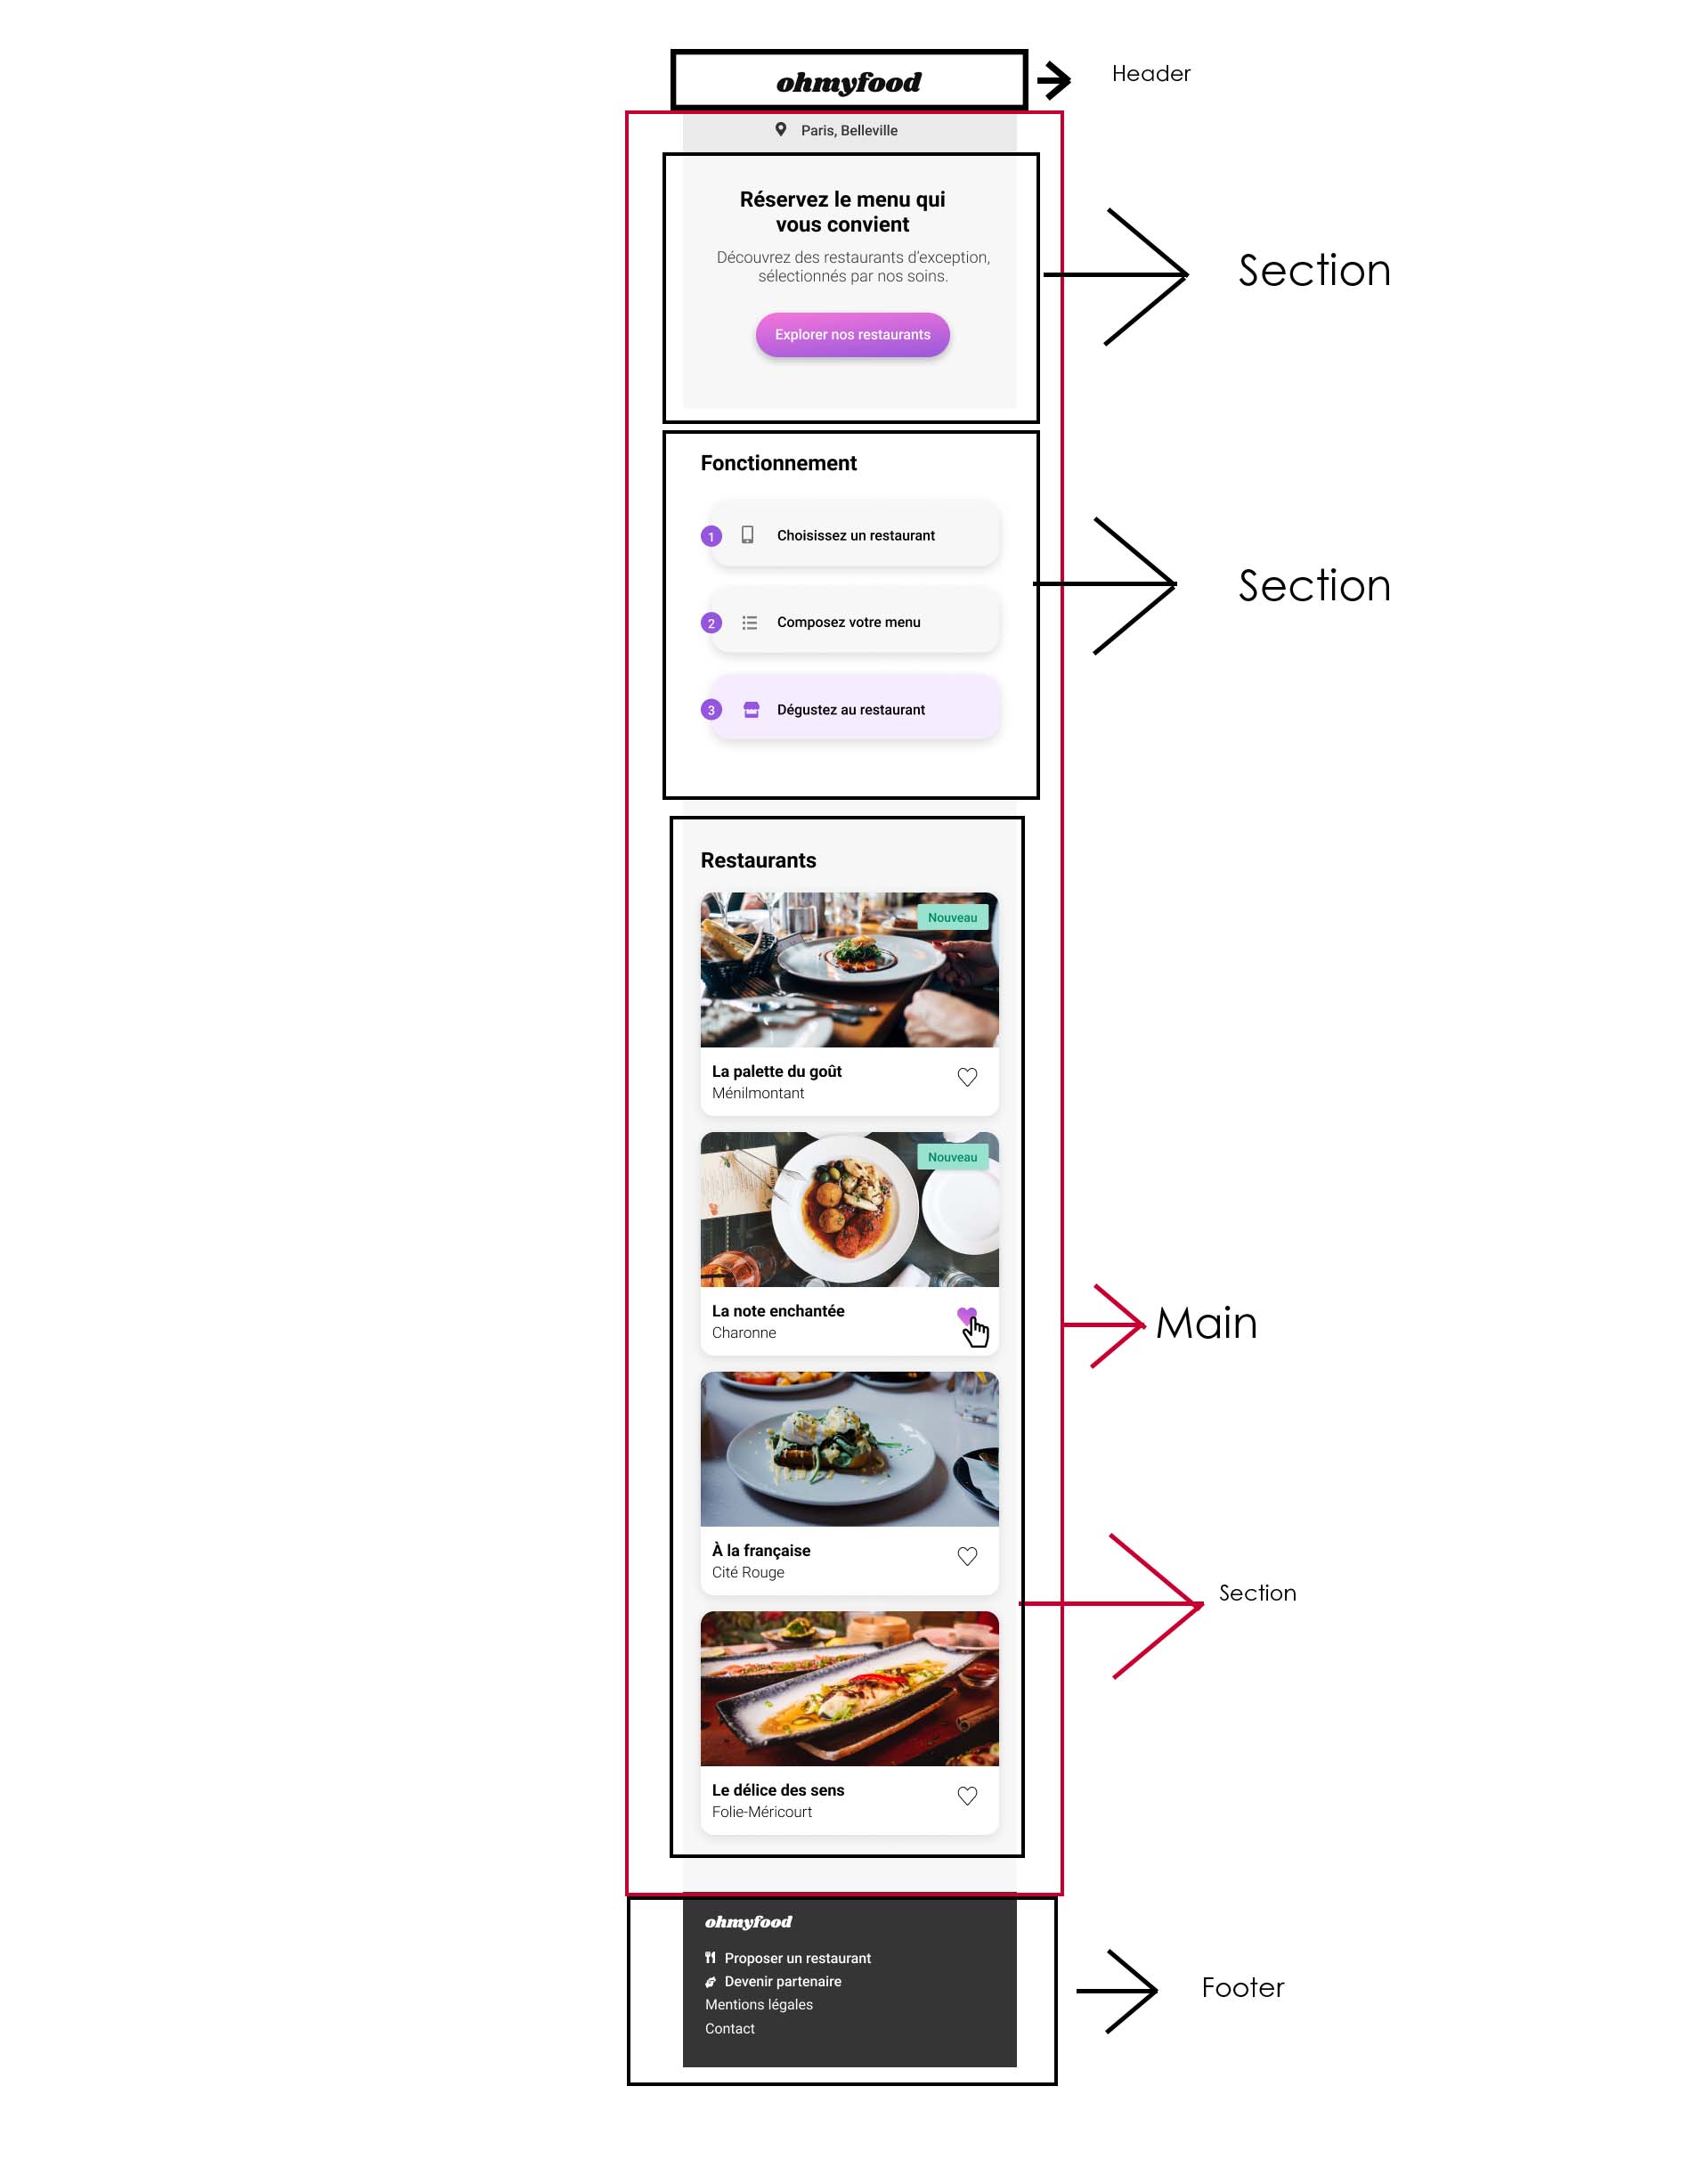 ohmyfood
Header
Paris, Belleville
Réservez le menu qui
vous convient
Découvrez des restaurants d'exception,
sélectionnés par nos soins.
Explorer nos restaurants
Section
Fonctionnement
1 Choisissez un restaurant
2 Composez votre menu
3 Dégustez au restaurant
Section
Restaurants
Nouveau
La palette du goût
Ménilmontant
Nouveau
La note enchantée
Charonne
Main
À la française
Cité Rouge
Section
Le délice des sens
Folie-Méricourt
ohmyfood
Proposer un restaurant
Devenir partenaire
Mentions légales
Contact
Footer